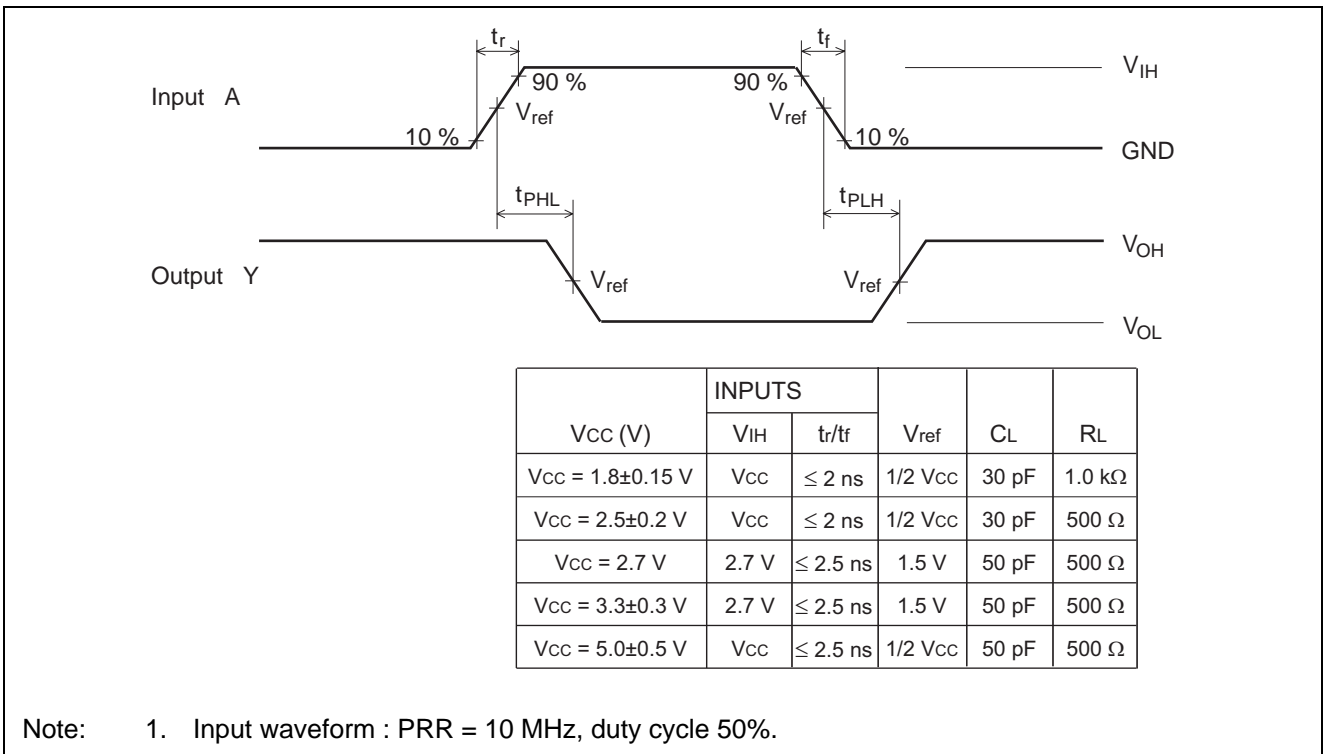 tr tf
90 % 90 % VIH
Input A
Vref Vref
10 % 10 %
GND
tPHL tPLH
VOH
Output Y
Vref Vref
VOL
INPUTS
VCC (V) VIH tr/tf Vref CL RL
VCC = 1.8±0.15 V VCC ≤ 2 ns 1/2 VCC 30 pF 1.0 kΩ
VCC = 2.5±0.2 V VCC ≤ 2 ns 1/2 VCC 30 pF 500 Ω
VCC = 2.7 V 2.7 V ≤ 2.5 ns 1.5 V 50 pF 500 Ω
VCC = 3.3±0.3 V 2.7 V ≤ 2.5 ns 1.5 V 50 pF 500 Ω
VCC = 5.0±0.5 V VCC ≤ 2.5 ns 1/2 VCC 50 pF 500 Ω
Note: 1. Input waveform : PRR = 10 MHz, duty cycle 50%.